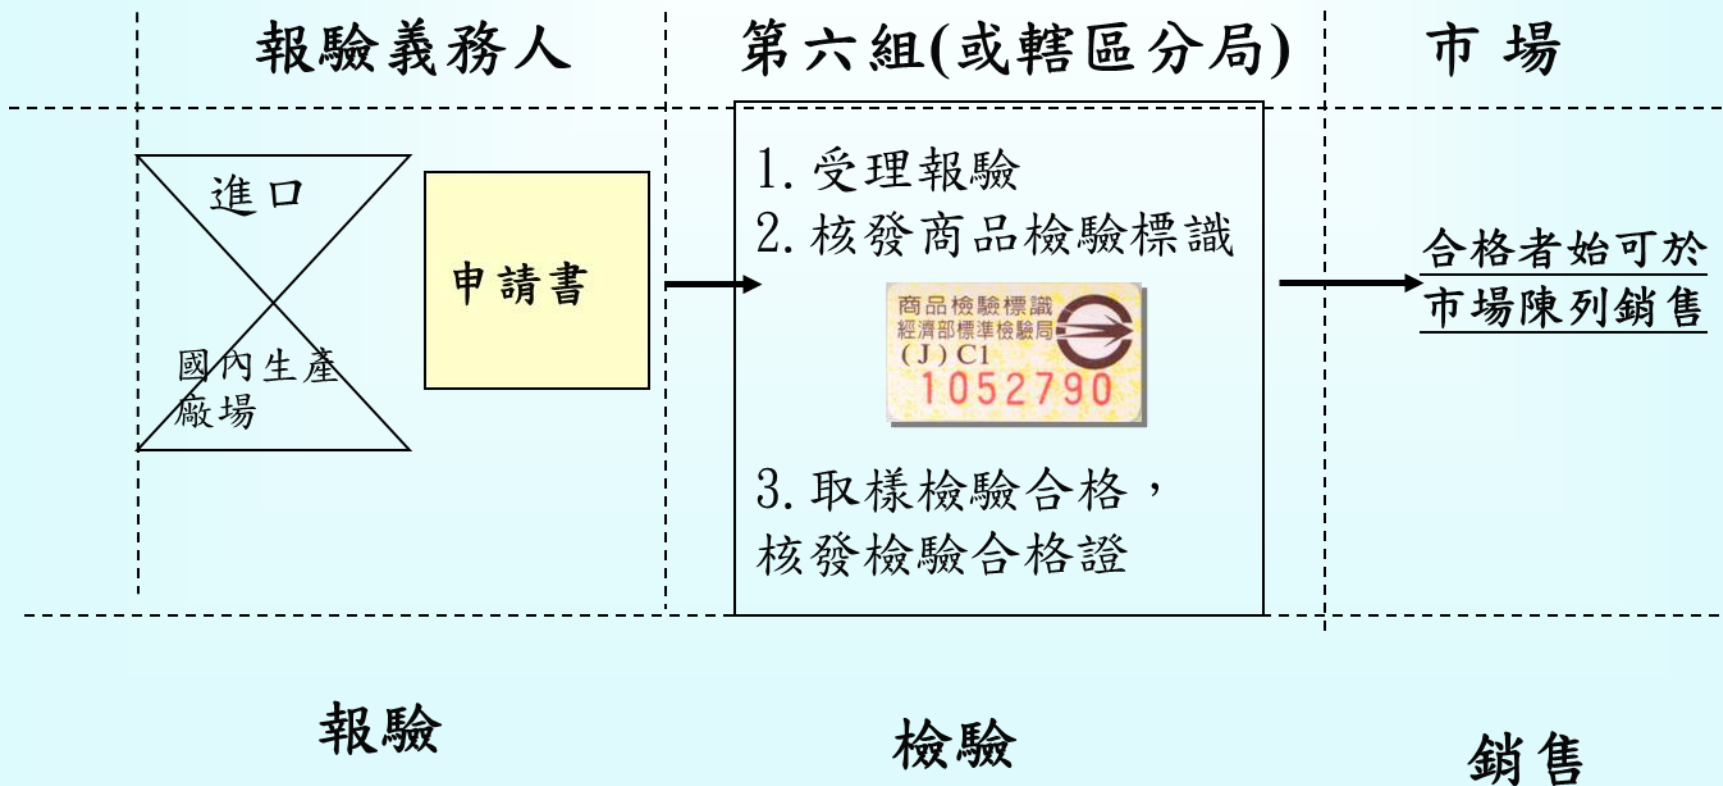 報驗義務人
第六組(或轄區分局)
市場
進口
國內生產
廠場
申請書
1. 受理報驗
2. 核發商品檢驗標識
商品檢驗標識
經濟部標準檢驗局
(J) C1
1052790
3. 取樣檢驗合格，
核發檢驗合格證
合格者始可於
市場陳列銷售
報驗
檢驗
銷售